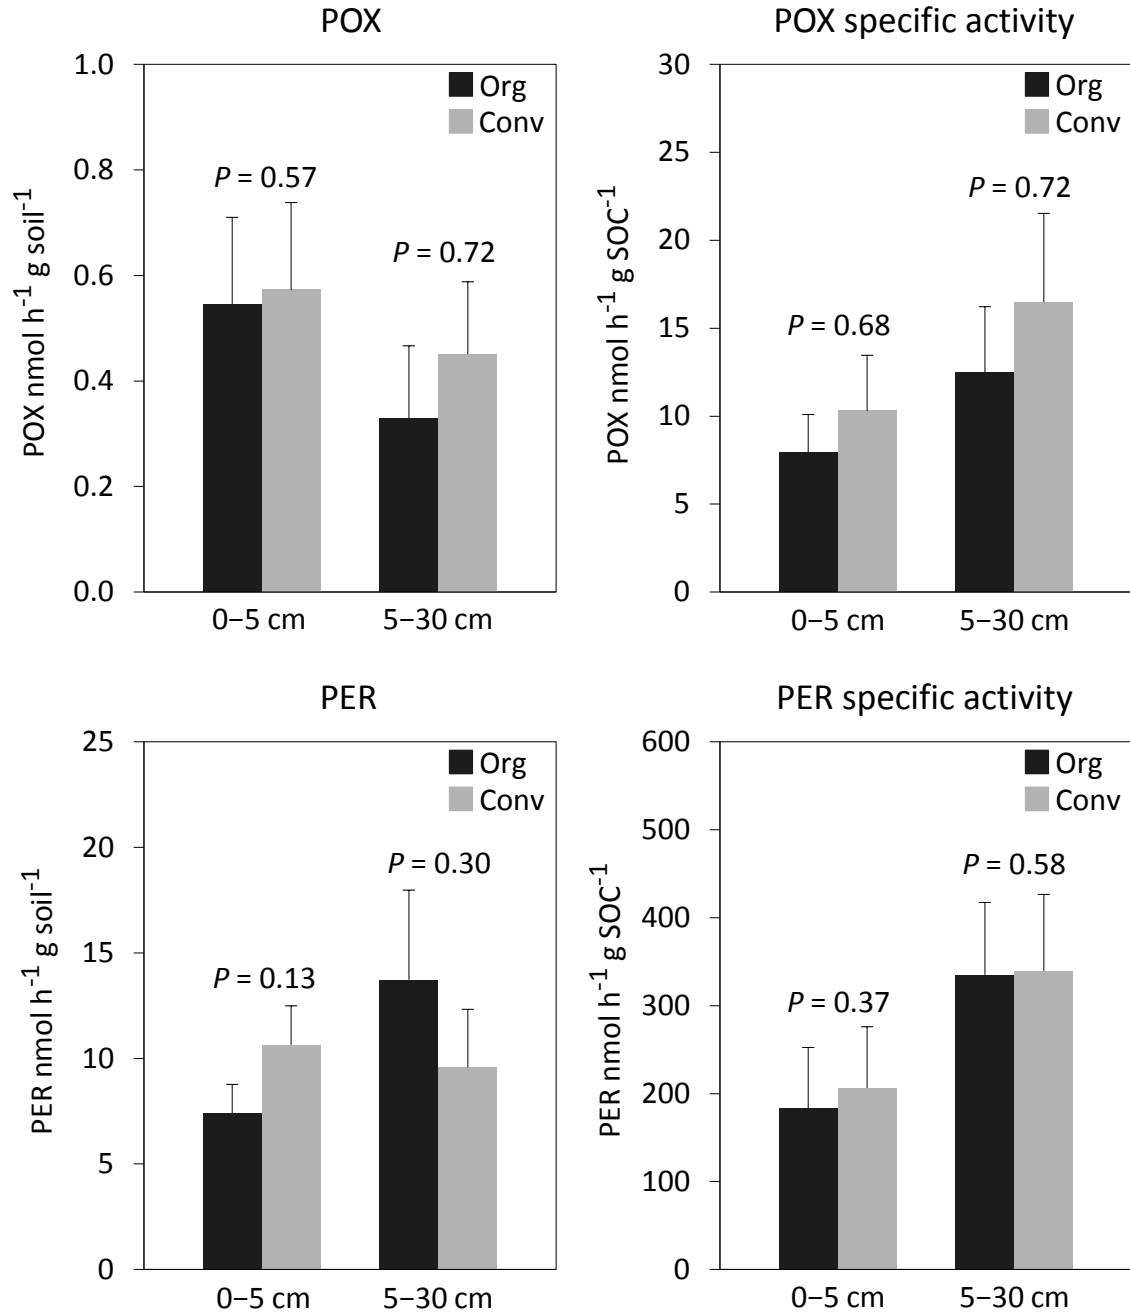 POX
POX nmol h⁻¹ g soil⁻¹
1.0
0.8
0.6
0.4
0.2
0.0
Org
Conv
P = 0.57
P = 0.72
0−5 cm
5−30 cm
POX specific activity
POX nmol h⁻¹ g SOC⁻¹
30
25
20
15
10
5
0
Org
Conv
P = 0.68
P = 0.72
0−5 cm
5−30 cm
PER
PER nmol h⁻¹ g soil⁻¹
25
20
15
10
5
0
Org
Conv
P = 0.13
P = 0.30
0−5 cm
5−30 cm
PER specific activity
PER nmol h⁻¹ g SOC⁻¹
600
500
400
300
200
100
0
Org
Conv
P = 0.37
P = 0.58
0−5 cm
5−30 cm